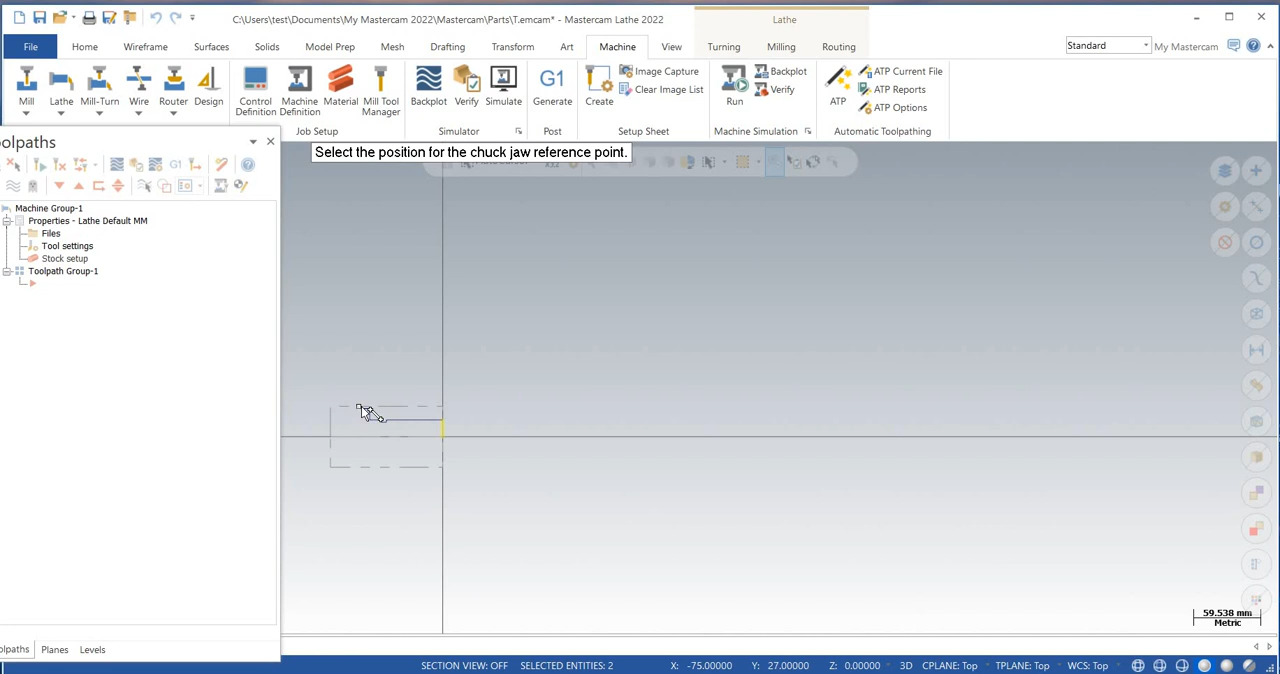 C:\Users\test\Documents\My Mastercam 2022\Mastercam\Parts\T.emcam* - Mastercam Lathe 2022
Lathe
File Home Wireframe Surfaces Solids Model Prep Mesh Drafting Transform Art Machine View Turning Milling Routing
Standard My Mastercam
Mill Lathe Mill-Turn Wire Router Design
Control Definition
Machine Definition
Material
Mill Tool Manager
Job Setup
Backplot Verify Simulate
Simulator
G1
Generate
Post
Create
Image Capture
Clear Image List
Setup Sheet
Run
Backplot
Verify
Machine Simulation
ATP
ATP Current File
ATP Reports
ATP Options
Automatic Toolpathing
oolpaths
Select the position for the chuck jaw reference point.
G1
Machine Group-1
Properties - Lathe Default MM
Files
Tool settings
Stock setup
Toolpath Group-1
59.538 mm
Metric
olpaths Planes Levels
SECTION VIEW: OFF SELECTED ENTITIES: 2 X: -75.00000 Y: 27.00000 Z: 0.00000 3D CPLANE: Top TPLANE: Top WCS: Top